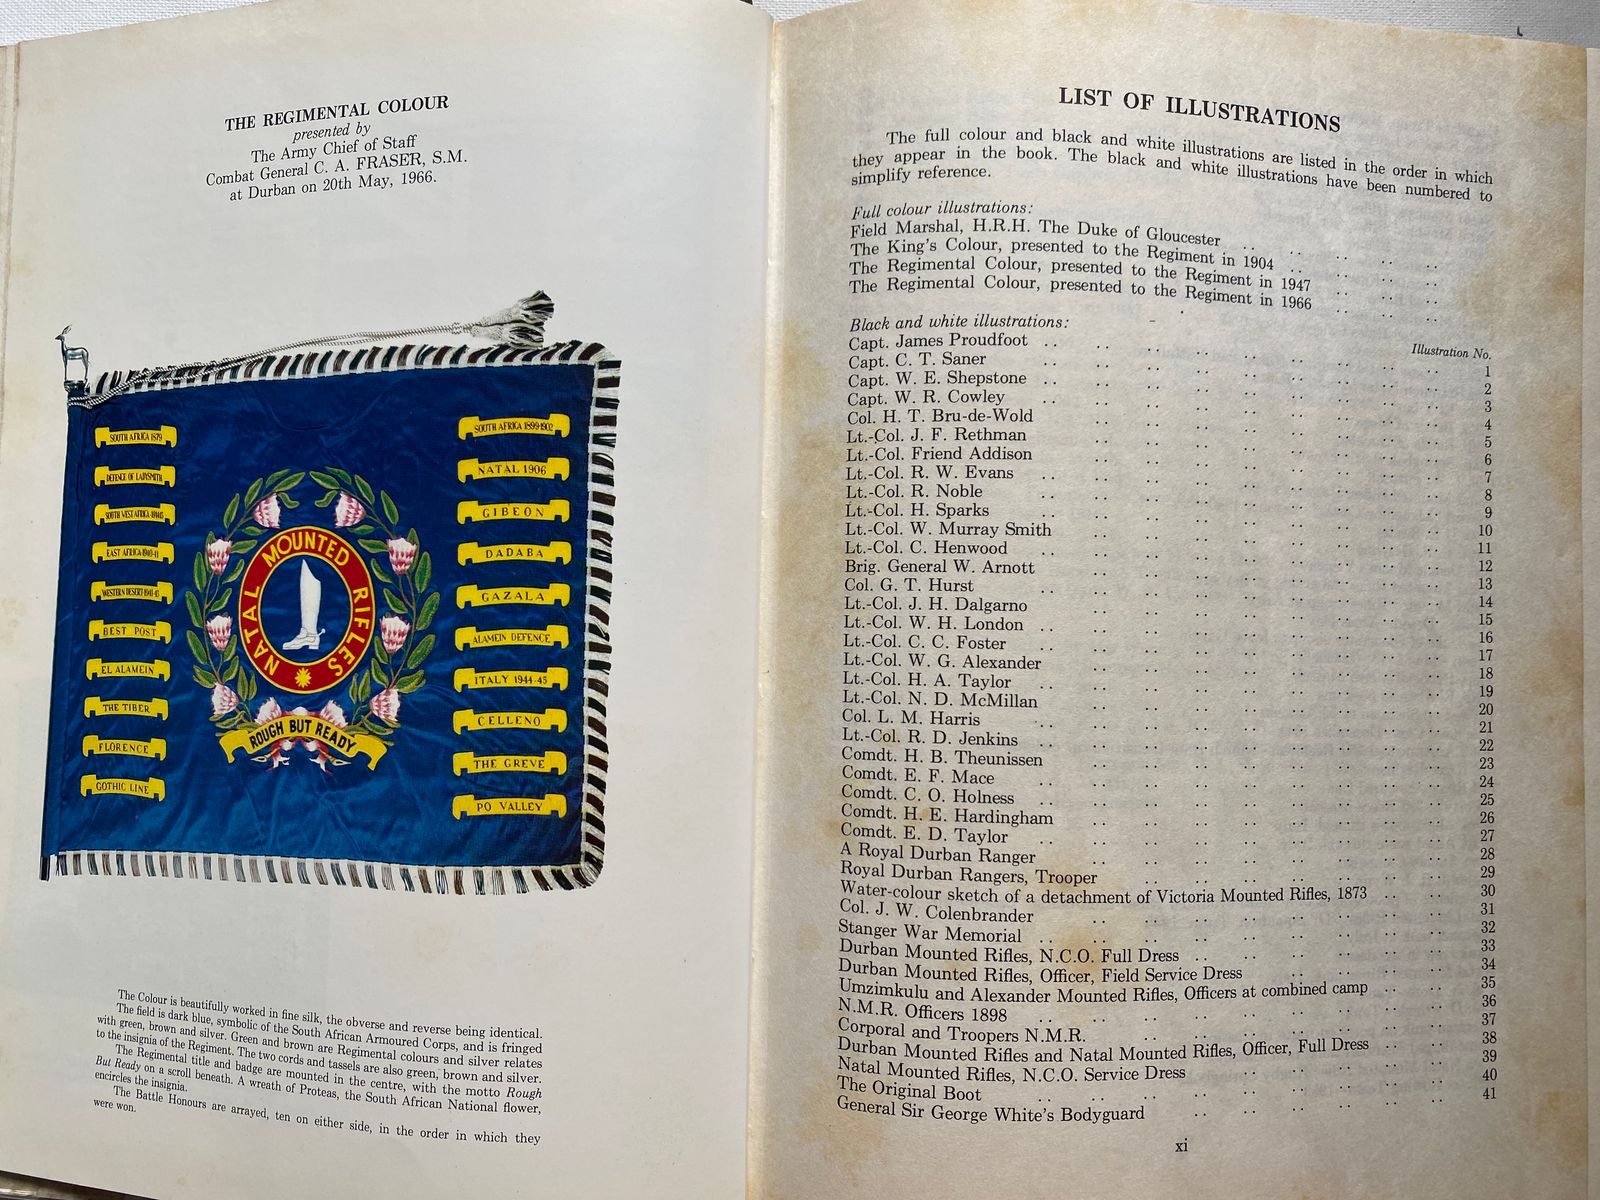 THE REGIMENTAL COLOUR
presented by
The Army Chief of Staff
Combat General C. A. FRASER, S.M.
at Durban on 20th May, 1966.
SOUTH AFRICA 1879
DEFENCE OF LADYSMITH
SOUTH WEST AFRICA 1914-15
EAST AFRICA 1940-41
WESTERN DESERT 1941-43
BEST POST
EL ALAMEIN
THE TIBER
FLORENCE
GOTHIC LINE
NATAL MOUNTED RIFLES
ROUGH BUT READY
SOUTH AFRICA 1899-1902
NATAL 1906
GIBEON
DADABA
GAZALA
ALAMEIN DEFENCE
ITALY 1944-45
CELLENO
THE GREVE
PO VALLEY
The Colour is beautifully worked in fine silk, the obverse and reverse being identical.
The field is dark blue, symbolic of the South African Armoured Corps, and is fringed
with green, brown and silver. Green and brown are Regimental colours and silver relates
to the insignia of the Regiment. The two cords and tassels are also green, brown and silver.
The Regimental title and badge are mounted in the centre, with the motto Rough
But Ready on a scroll beneath. A wreath of Proteas, the South African National flower,
encircles the insignia.
The Battle Honours are arrayed, ten on either side, in the order in which they
were won.
LIST OF ILLUSTRATIONS
The full colour and black and white illustrations are listed in the order in which
they appear in the book. The black and white illustrations have been numbered to
simplify reference.
Full colour illustrations:
Field Marshal, H.R.H. The Duke of Gloucester
The King's Colour, presented to the Regiment in 1904
The Regimental Colour, presented to the Regiment in 1947
The Regimental Colour, presented to the Regiment in 1966
Black and white illustrations:
Illustration No.
Capt. James Proudfoot 1
Capt. C. T. Saner 2
Capt. W. E. Shepstone 3
Capt. W. R. Cowley 4
Col. H. T. Bru-de-Wold 5
Lt.-Col. J. F. Rethman 6
Lt.-Col. Friend Addison 7
Lt.-Col. R. W. Evans 8
Lt.-Col. R. Noble 9
Lt.-Col. H. Sparks 10
Lt.-Col. W. Murray Smith 11
Lt.-Col. C. Henwood 12
Brig. General W. Arnott 13
Col. G. T. Hurst 14
Lt.-Col. J. H. Dalgarno 15
Lt.-Col. W. H. London 16
Lt.-Col. C. C. Foster 17
Lt.-Col. W. G. Alexander 18
Lt.-Col. H. A. Taylor 19
Lt.-Col. N. D. McMillan 20
Col. L. M. Harris 21
Lt.-Col. R. D. Jenkins 22
Comdt. H. B. Theunissen 23
Comdt. E. F. Mace 24
Comdt. C. O. Holness 25
Comdt. H. E. Hardingham 26
Comdt. E. D. Taylor 27
A Royal Durban Ranger 28
Royal Durban Rangers, Trooper 29
Water-colour sketch of a detachment of Victoria Mounted Rifles, 1873 30
Col. J. W. Colenbrander 31
Stanger War Memorial 32
Durban Mounted Rifles, N.C.O. Full Dress 33
Durban Mounted Rifles, Officer, Field Service Dress 34
Umzimkulu and Alexander Mounted Rifles, Officers at combined camp 35
N.M.R. Officers 1898 36
Corporal and Troopers N.M.R. 37
Durban Mounted Rifles and Natal Mounted Rifles, Officer, Full Dress 38
Natal Mounted Rifles, N.C.O. Service Dress 39
The Original Boot 40
General Sir George White's Bodyguard 41
xi